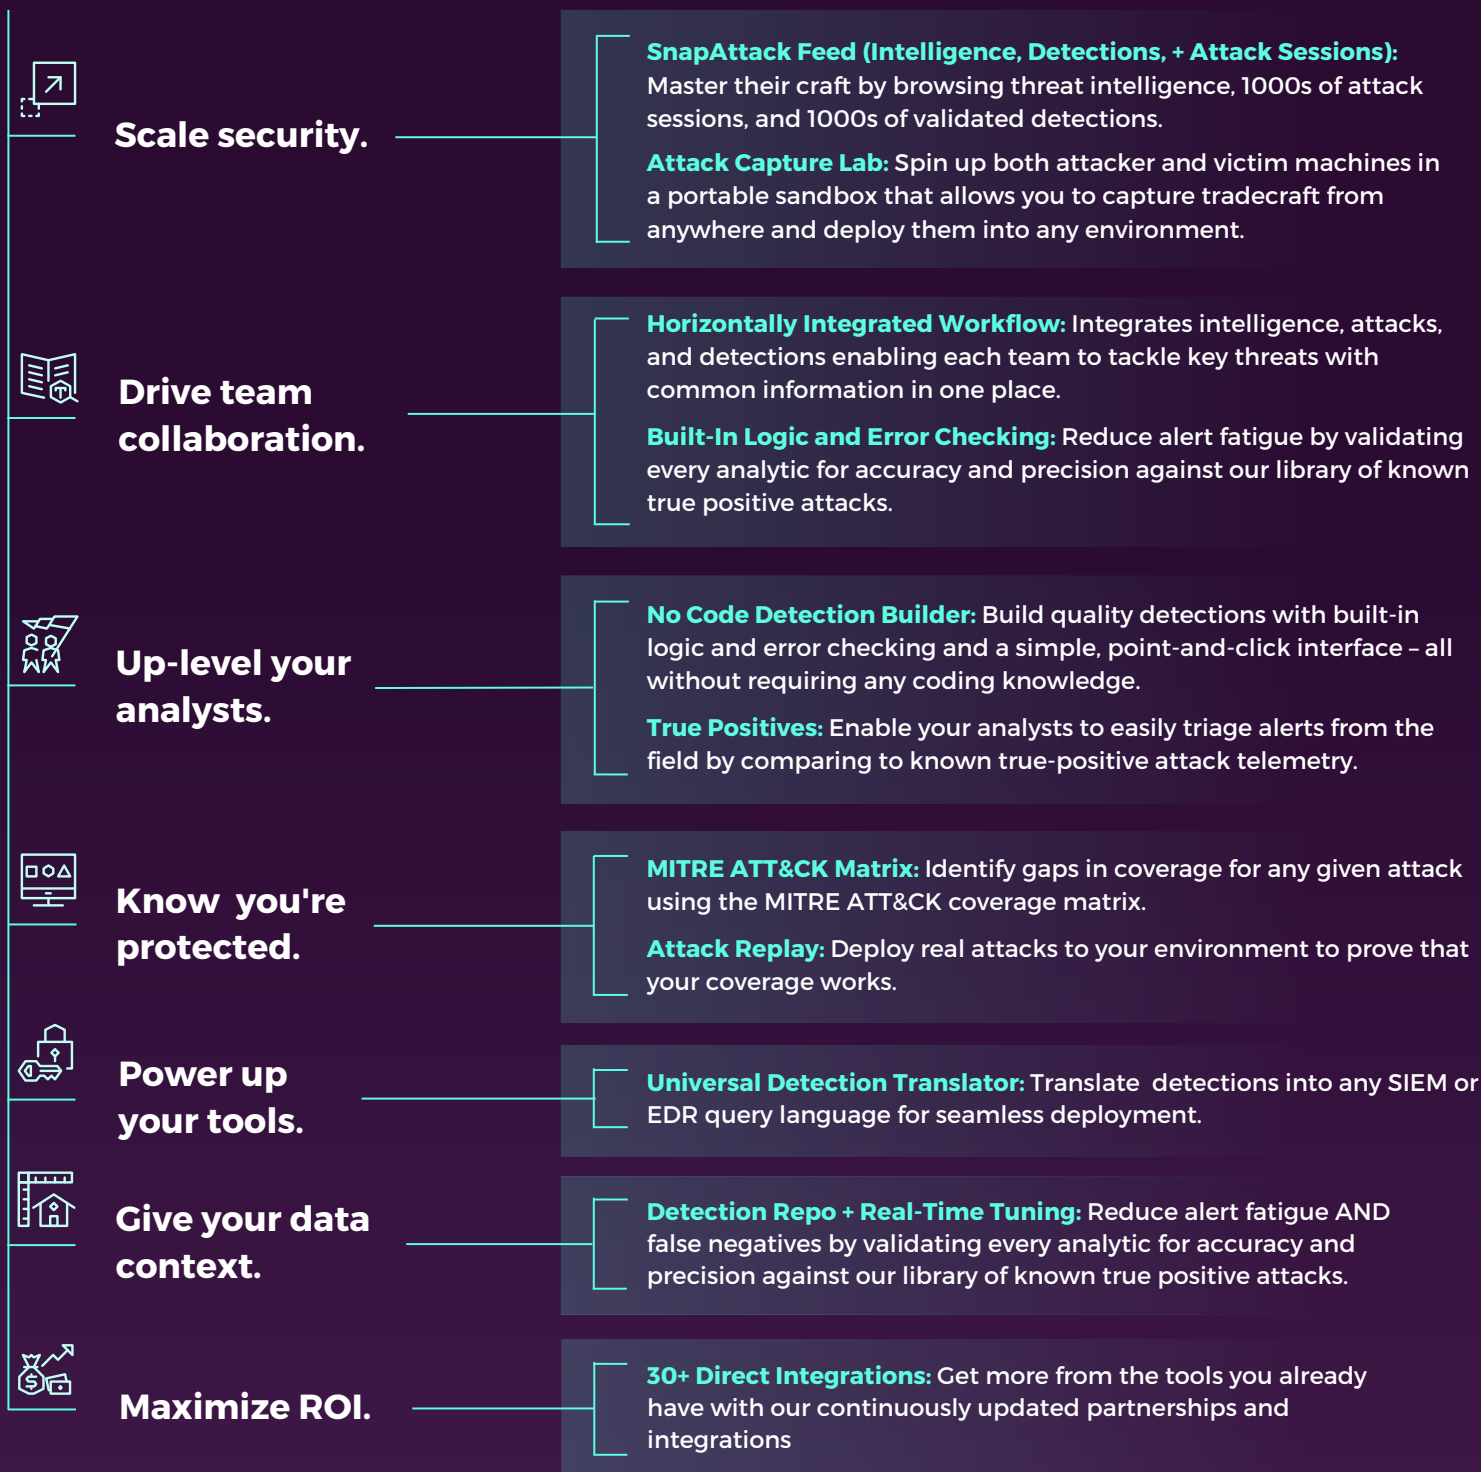 Scale security.
SnapAttack Feed (Intelligence, Detections, + Attack Sessions):
Master their craft by browsing threat intelligence, 1000s of attack
sessions, and 1000s of validated detections.
Attack Capture Lab: Spin up both attacker and victim machines in
a portable sandbox that allows you to capture tradecraft from
anywhere and deploy them into any environment.
Drive team
collaboration.
Horizontally Integrated Workflow: Integrates intelligence, attacks,
and detections enabling each team to tackle key threats with
common information in one place.
Built-In Logic and Error Checking: Reduce alert fatigue by validating
every analytic for accuracy and precision against our library of known
true positive attacks.
Up-level your
analysts.
No Code Detection Builder: Build quality detections with built-in
logic and error checking and a simple, point-and-click interface – all
without requiring any coding knowledge.
True Positives: Enable your analysts to easily triage alerts from the
field by comparing to known true-positive attack telemetry.
Know  you're
protected.
MITRE ATT&CK Matrix: Identify gaps in coverage for any given attack
using the MITRE ATT&CK coverage matrix.
Attack Replay: Deploy real attacks to your environment to prove that
your coverage works.
Power up
your tools.
Universal Detection Translator: Translate  detections into any SIEM or
EDR query language for seamless deployment.
Give your data
context.
Detection Repo + Real-Time Tuning: Reduce alert fatigue AND
false negatives by validating every analytic for accuracy and
precision against our library of known true positive attacks.
Maximize ROI.
30+ Direct Integrations: Get more from the tools you already
have with our continuously updated partnerships and
integrations